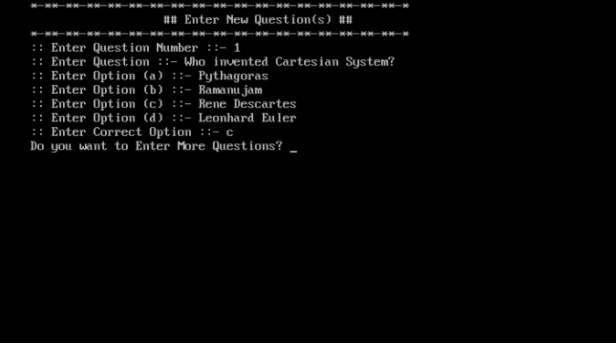 *-**-**-**-**-**-**-**-**-**-**-**-**-**-**-**-**-**-*
## Enter New Question(s) ##
*-**-**-**-**-**-**-**-**-**-**-**-**-**-**-**-**-**-*
:: Enter Question Number ::- 1
:: Enter Question ::- Who invented Cartesian System?
:: Enter Option (a) ::- Pythagoras
:: Enter Option (b) ::- Ramanujam
:: Enter Option (c) ::- Rene Descartes
:: Enter Option (d) ::- Leonhard Euler
:: Enter Correct Option ::- c
Do you want to Enter More Questions? _